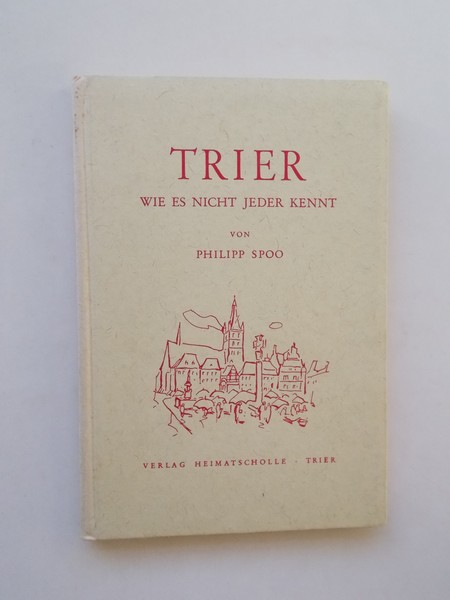 TRIER
WIE ES NICHT JEDER KENNT
VON
PHILIPP SPOO
VERLAG HEIMATSCHOLLE · TRIER